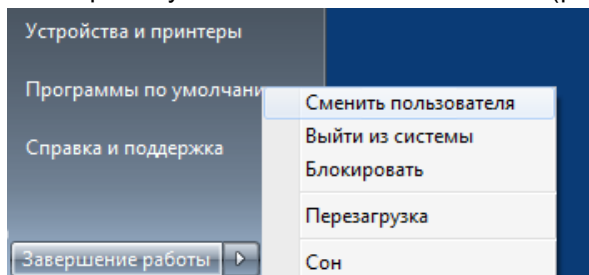 Устройства и принтеры
Программы по умолчани
Справка и поддержка
Завершение работы
Сменить пользователя
Выйти из системы
Блокировать
Перезагрузка
Сон